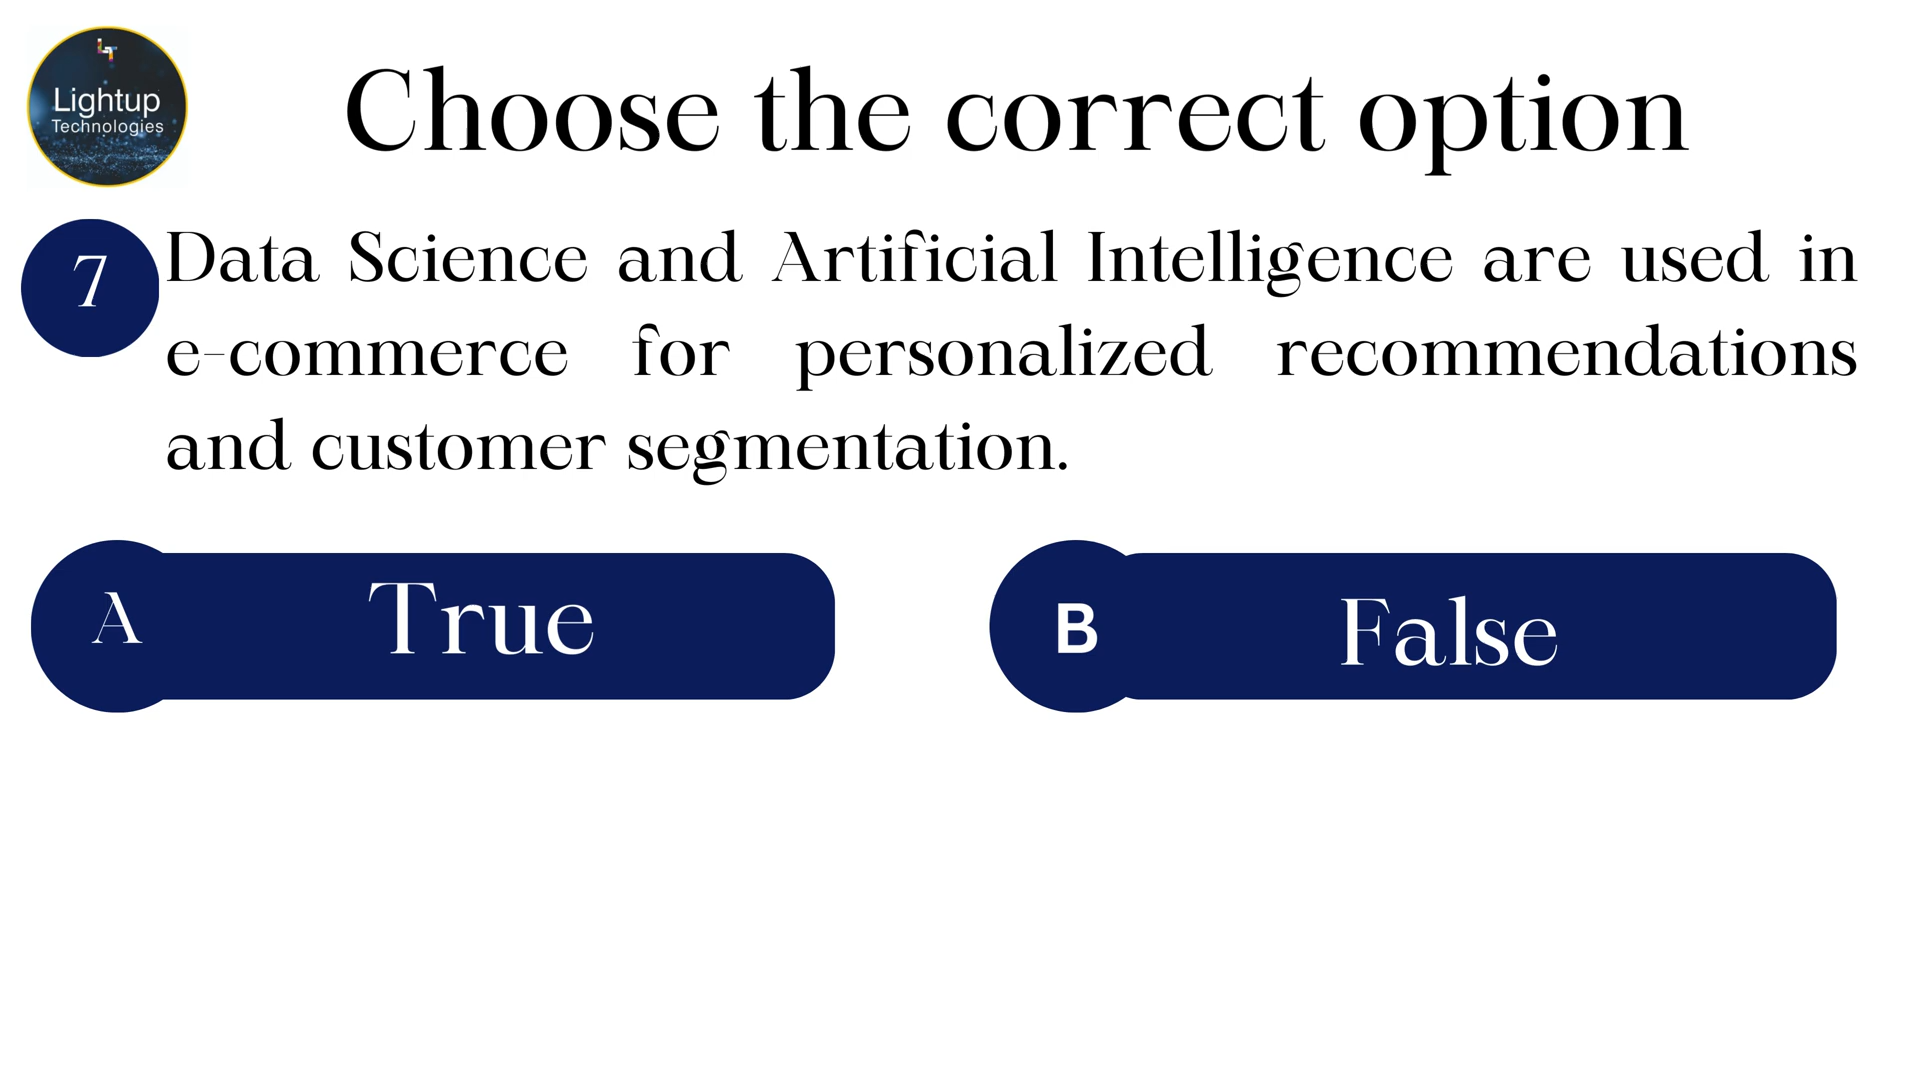 LT
Lightup
Technologies
Choose the correct option
7
Data Science and Artificial Intelligence are used in
e-commerce for personalized recommendations
and customer segmentation.
A
True
B
False